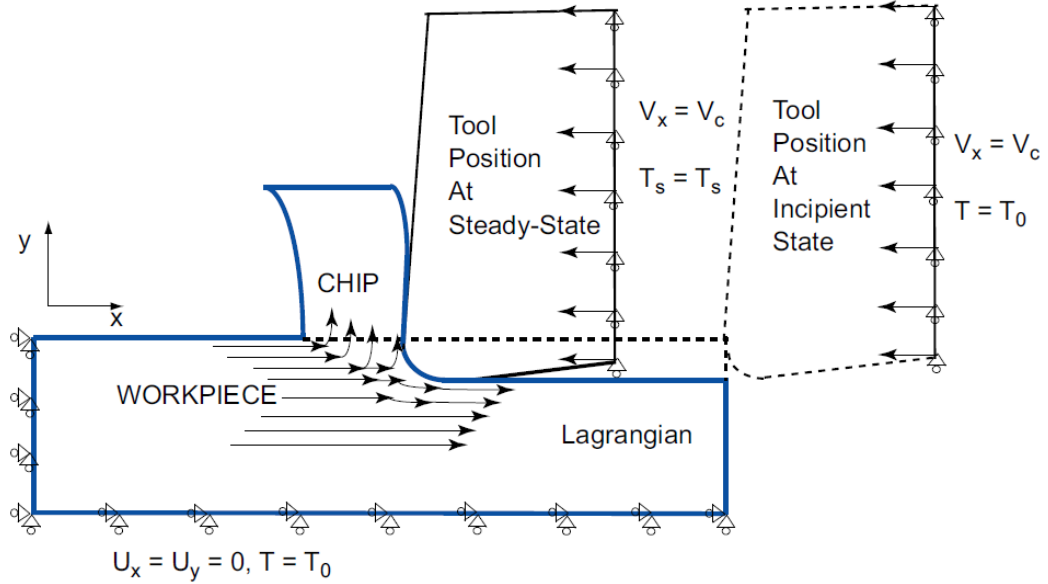 Tool
Position
At
Steady-State
V_x = V_c
T_s = T_s
Tool
Position
At
Incipient
State
V_x = V_c
T = T_0
y
x
CHIP
WORKPIECE
Lagrangian
U_x = U_y = 0, T = T_0